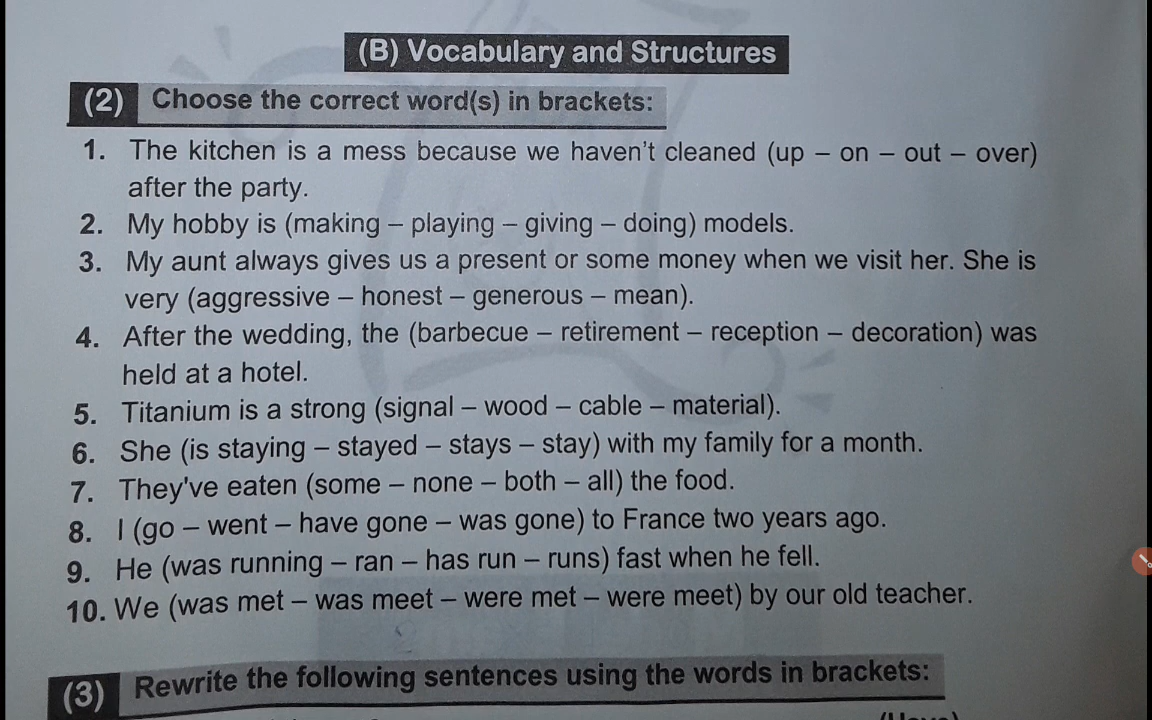 (B) Vocabulary and Structures
(2) Choose the correct word(s) in brackets:
1. The kitchen is a mess because we haven't cleaned (up – on – out – over)
after the party.
2. My hobby is (making – playing – giving – doing) models.
3. My aunt always gives us a present or some money when we visit her. She is
very (aggressive – honest – generous – mean).
4. After the wedding, the (barbecue – retirement – reception – decoration) was
held at a hotel.
5. Titanium is a strong (signal – wood – cable – material).
6. She (is staying – stayed – stays – stay) with my family for a month.
7. They've eaten (some – none – both – all) the food.
8. I (go – went – have gone – was gone) to France two years ago.
9. He (was running – ran – has run – runs) fast when he fell.
10. We (was met – was meet – were met – were meet) by our old teacher.
(3) Rewrite the following sentences using the words in brackets: